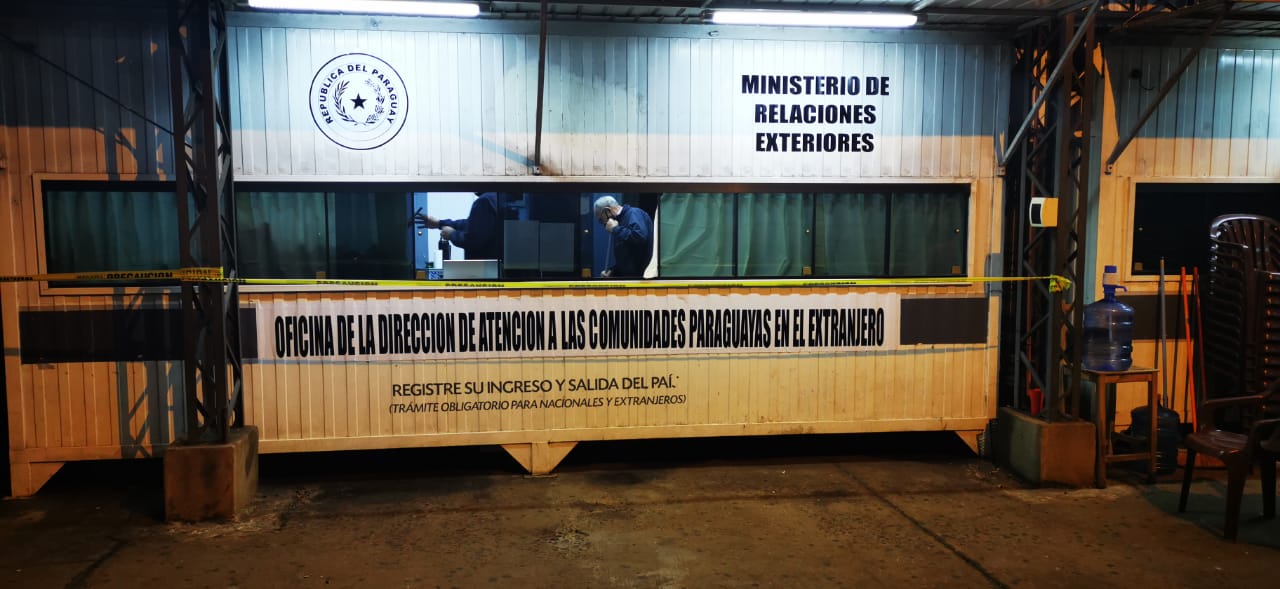 REPUBLICA DEL PARAGUAY
MINISTERIO DE
RELACIONES
EXTERIORES
PRECAUCION
OFICINA DE LA DIRECCION DE ATENCION A LAS COMUNIDADES PARAGUAYAS EN EL EXTRANJERO
REGISTRE SU INGRESO Y SALIDA DEL PAÍ.
(TRÁMITE OBLIGATORIO PARA NACIONALES Y EXTRANJEROS)